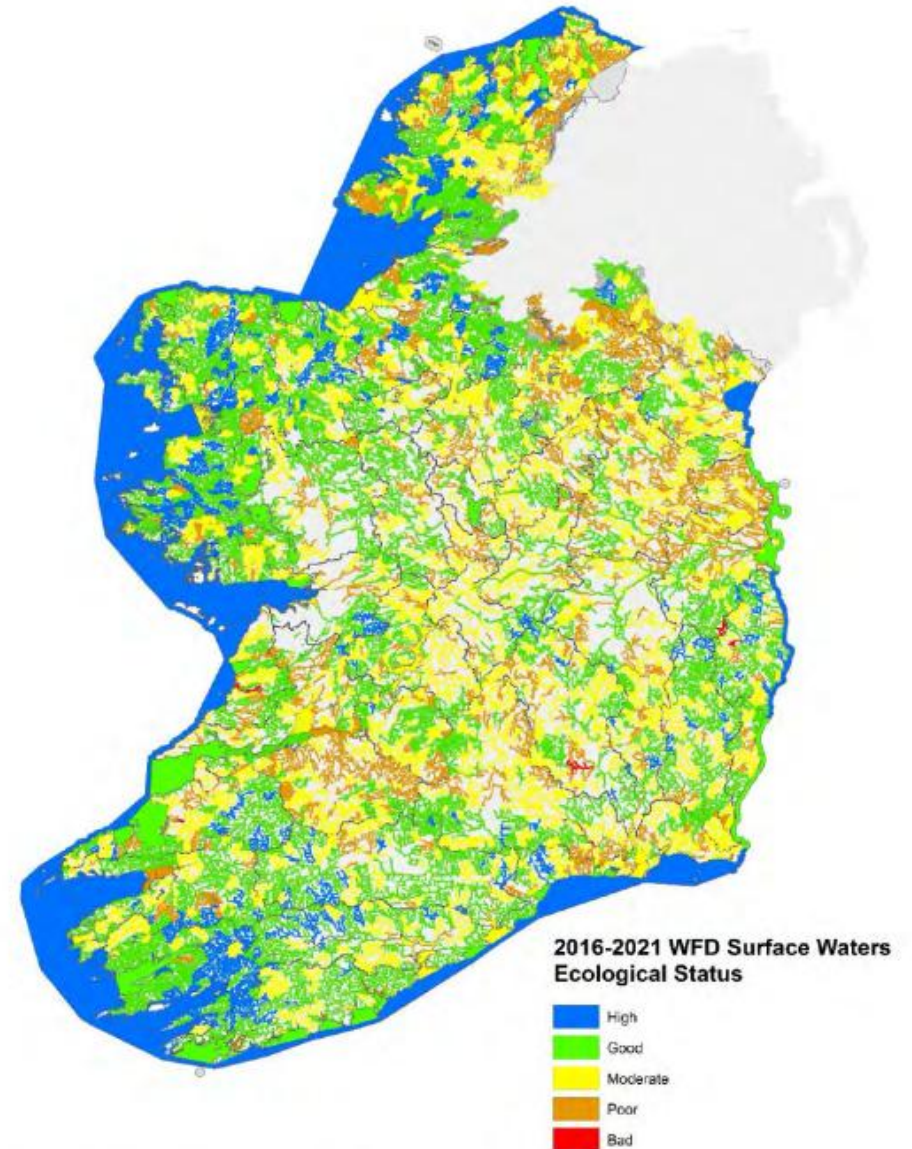 2016-2021 WFD Surface Waters
Ecological Status
High
Good
Moderate
Poor
Bad